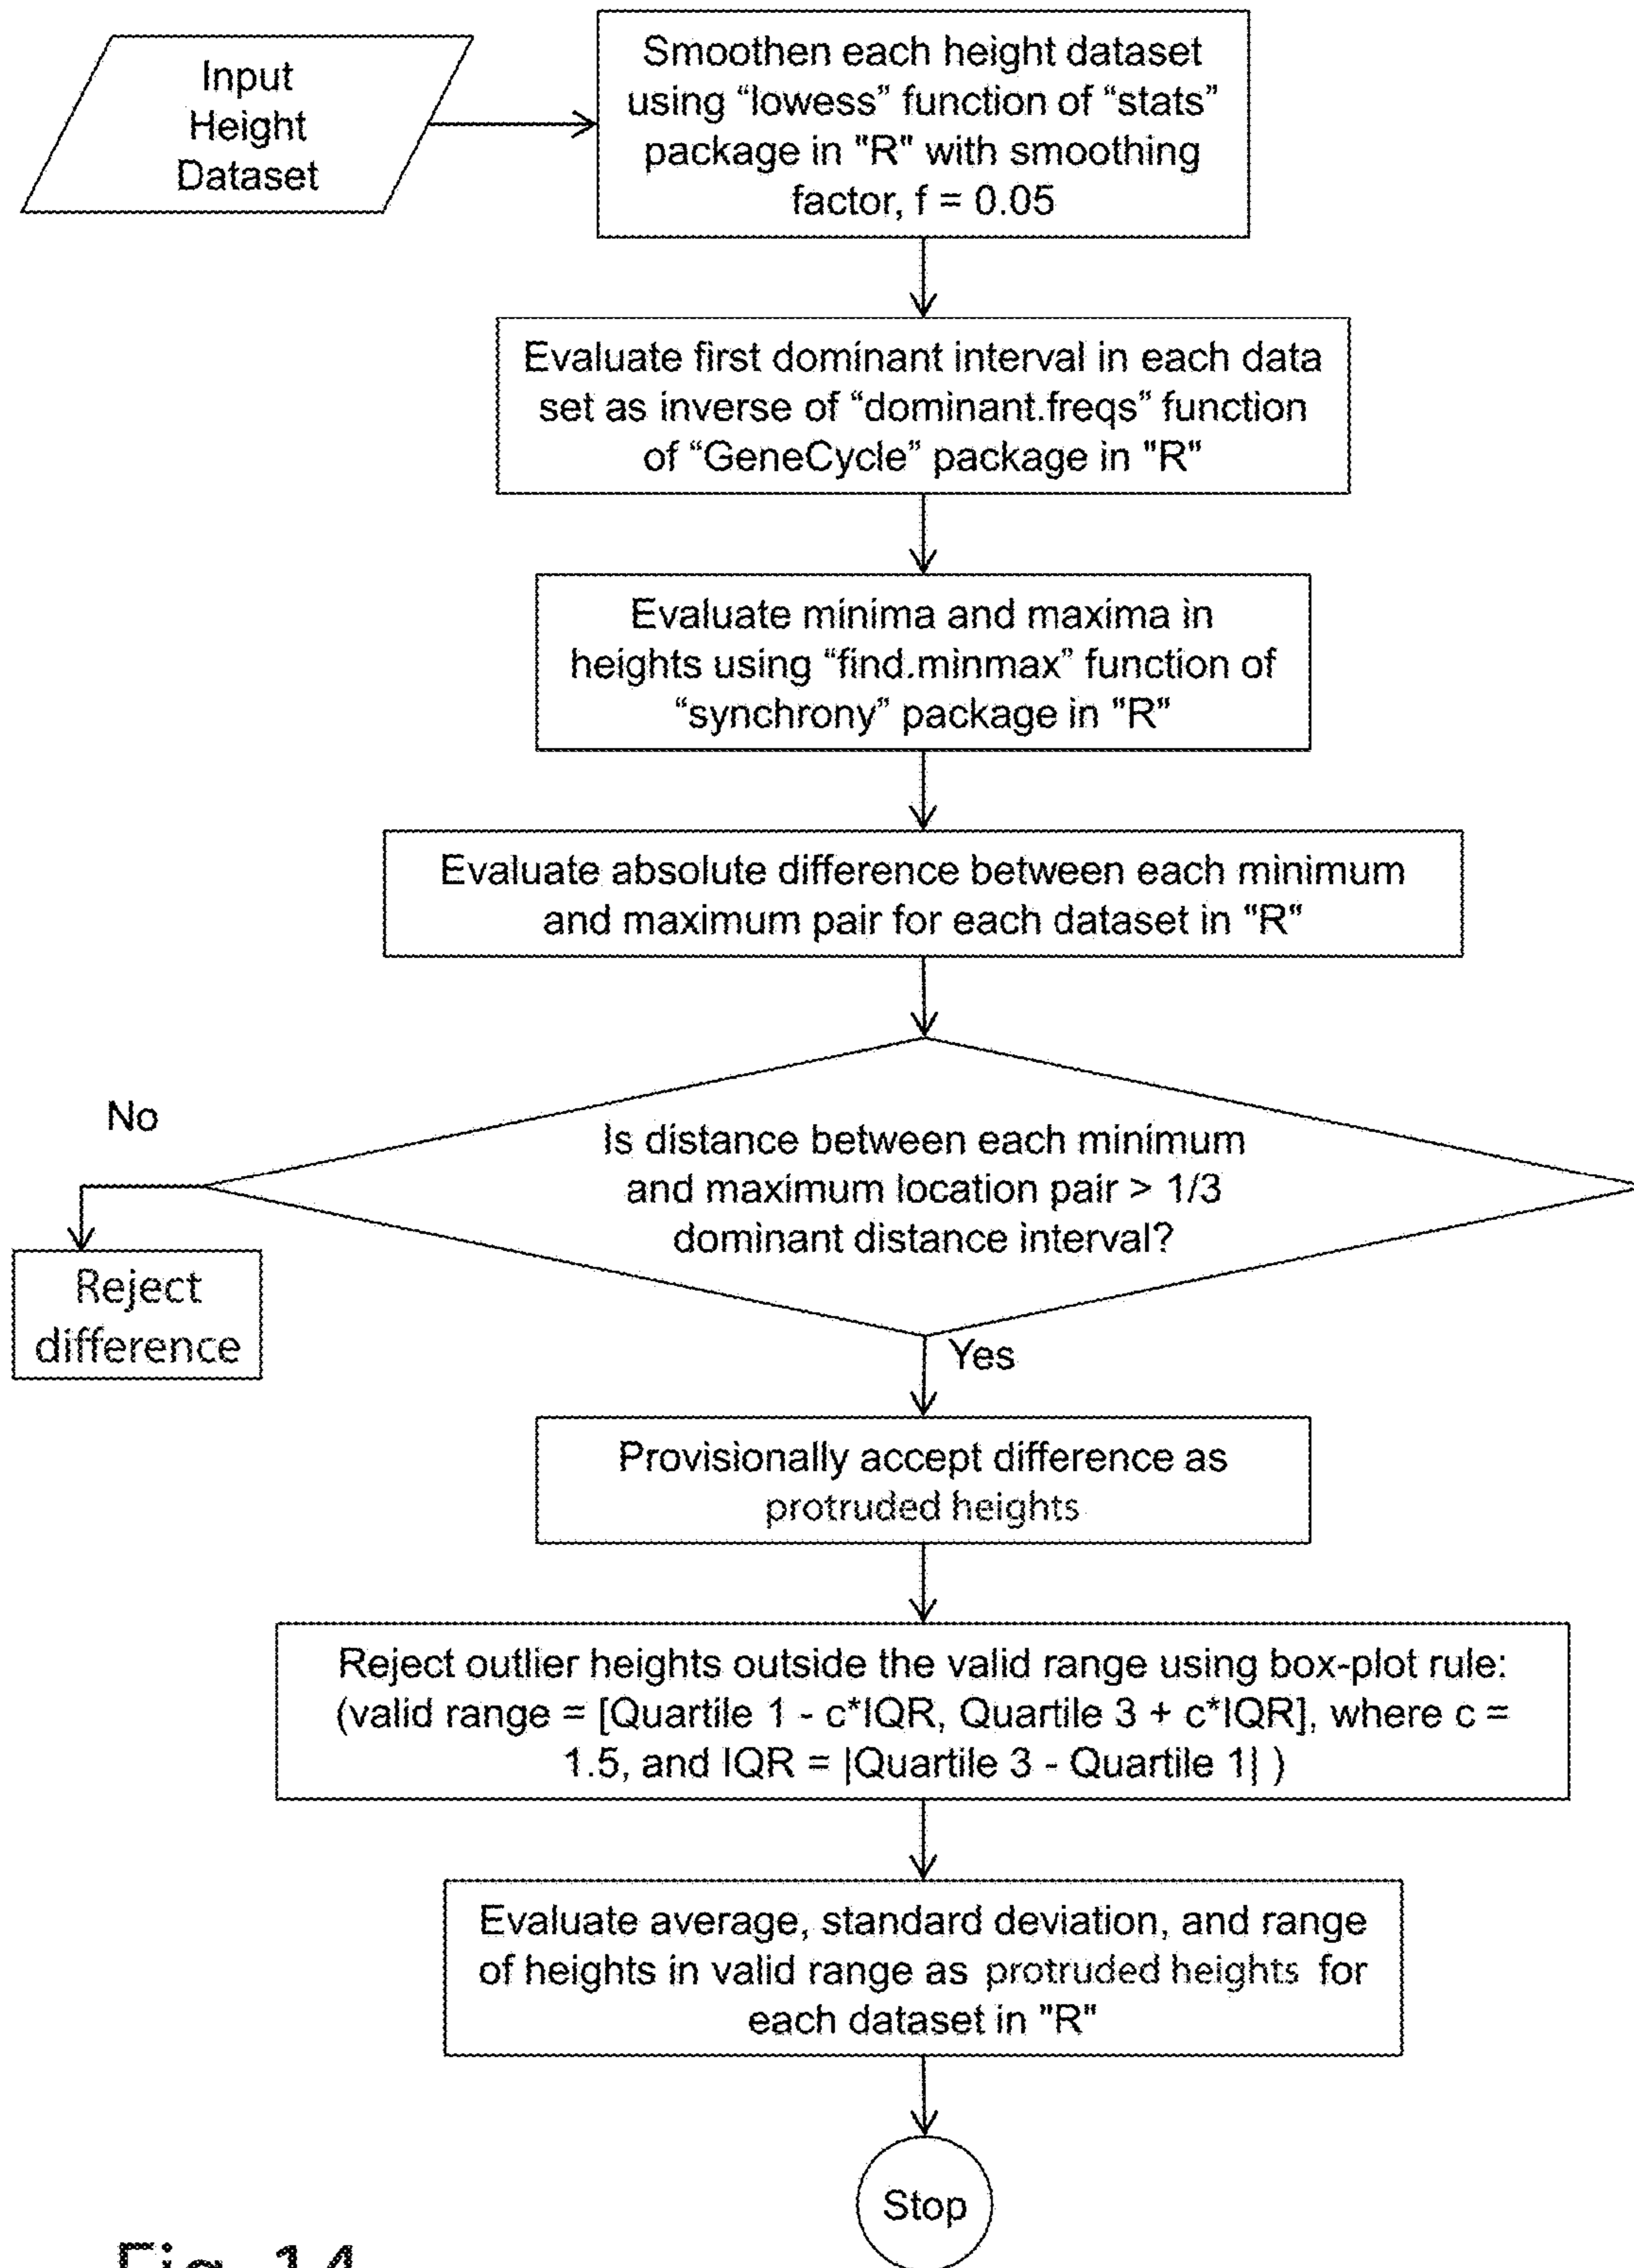 Input
Height
Dataset
Smoothen each height dataset
using “lowess” function of “stats”
package in "R" with smoothing
factor, f = 0.05
Evaluate first dominant interval in each data
set as inverse of “dominant.freqs” function
of “GeneCycle” package in "R"
Evaluate minima and maxima in
heights using “find.minmax” function of
“synchrony” package in "R"
Evaluate absolute difference between each minimum
and maximum pair for each dataset in "R"
No
Is distance between each minimum
and maximum location pair > 1/3
dominant distance interval?
Reject
difference
Yes
Provisionally accept difference as
protruded heights
Reject outlier heights outside the valid range using box-plot rule:
(valid range = [Quartile 1 - c*IQR, Quartile 3 + c*IQR], where c =
1.5, and IQR = |Quartile 3 - Quartile 1| )
Evaluate average, standard deviation, and range
of heights in valid range as protruded heights for
each dataset in "R"
Stop
Fig. 14